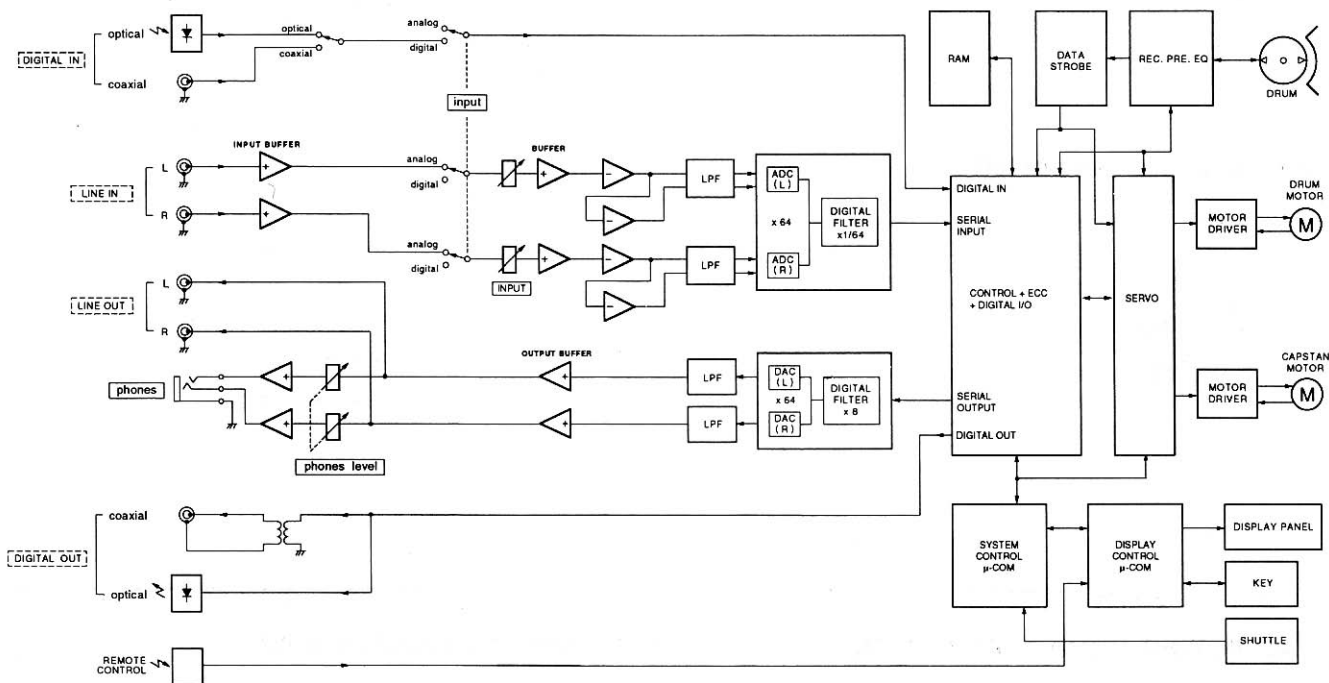 DIGITAL IN
optical
coaxial
optical
coaxial
analog
digital
input
RAM
DATA
STROBE
REC. PRE. EQ
DRUM
LINE IN
L
R
INPUT BUFFER
analog
digital
analog
digital
BUFFER
INPUT
LPF
LPF
ADC
(L)
x 64
ADC
(R)
DIGITAL
FILTER
x1/64
DIGITAL IN
SERIAL
INPUT
CONTROL + ECC
+ DIGITAL I/O
SERIAL
OUTPUT
DIGITAL OUT
SERVO
DRUM
MOTOR
MOTOR
DRIVER
M
CAPSTAN
MOTOR
MOTOR
DRIVER
M
LINE OUT
L
R
phones
phones level
OUTPUT BUFFER
LPF
LPF
DAC
(L)
x 64
DAC
(R)
DIGITAL
FILTER
x 8
DIGITAL OUT
coaxial
optical
SYSTEM
CONTROL
μ-COM
DISPLAY
CONTROL
μ-COM
DISPLAY PANEL
KEY
SHUTTLE
REMOTE
CONTROL